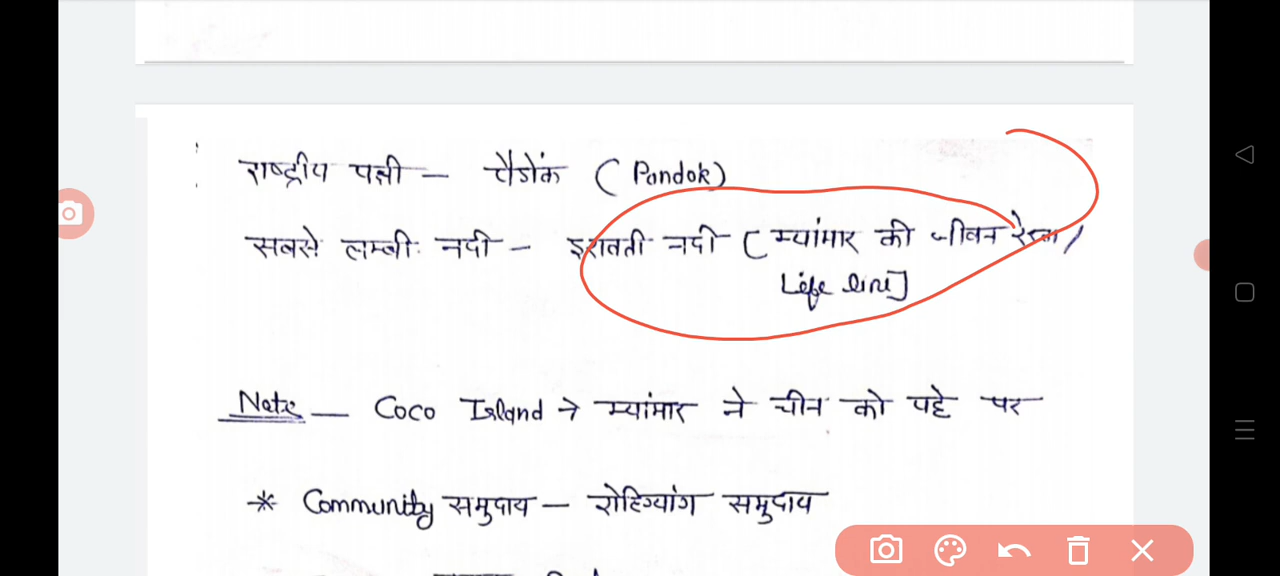 राष्ट्रीय पक्षी – पैडोंक (Pandok)
सबसे लम्बी नदी – इरावती नदी (म्यांमार की जीवन रेखा /
Life line]
Note – Coco Island → म्यांमार ने चीन को पट्टे पर
* Community समुदाय – रोहिंग्यांग समुदाय